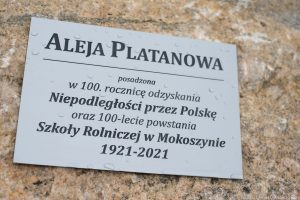 ALEJA PLATANOWA
posadzona
w 100. rocznicę odzyskania
Niepodległości przez Polskę
oraz 100-lecie powstania
Szkoły Rolniczej w Mokoszynie
1921-2021